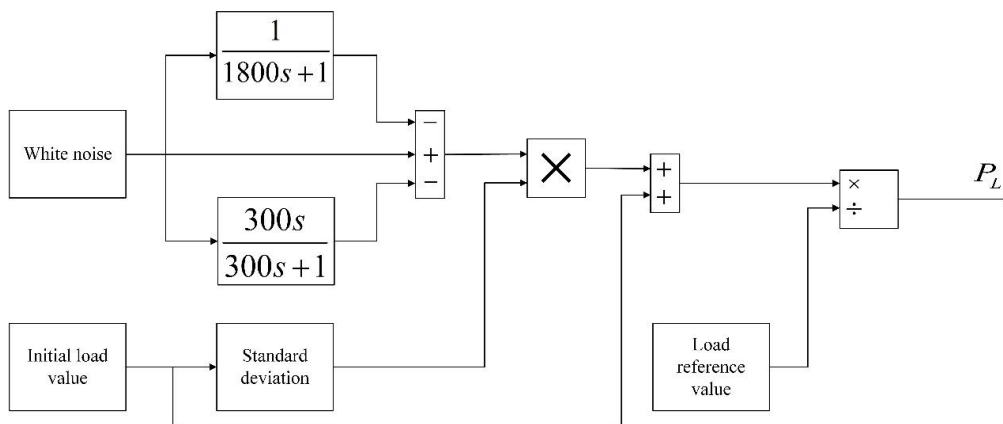 1
1800s+1
White noise
−
+
−
×
+
+
×
÷
P_L
300s
300s+1
Initial load
value
Standard
deviation
Load
reference
value